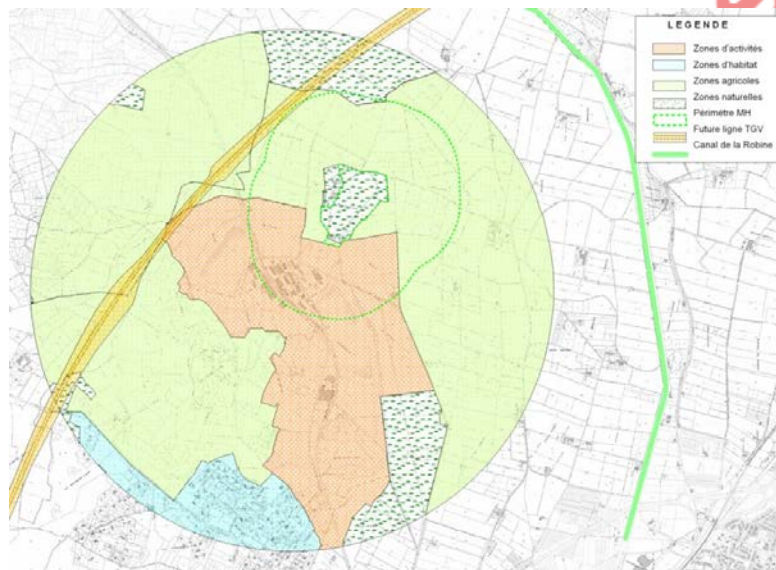 LEGENDE
Zones d'activités
Zones d'habitat
Zones agricoles
Zones naturelles
Périmètre MH
Future ligne TGV
Canal de la Robine